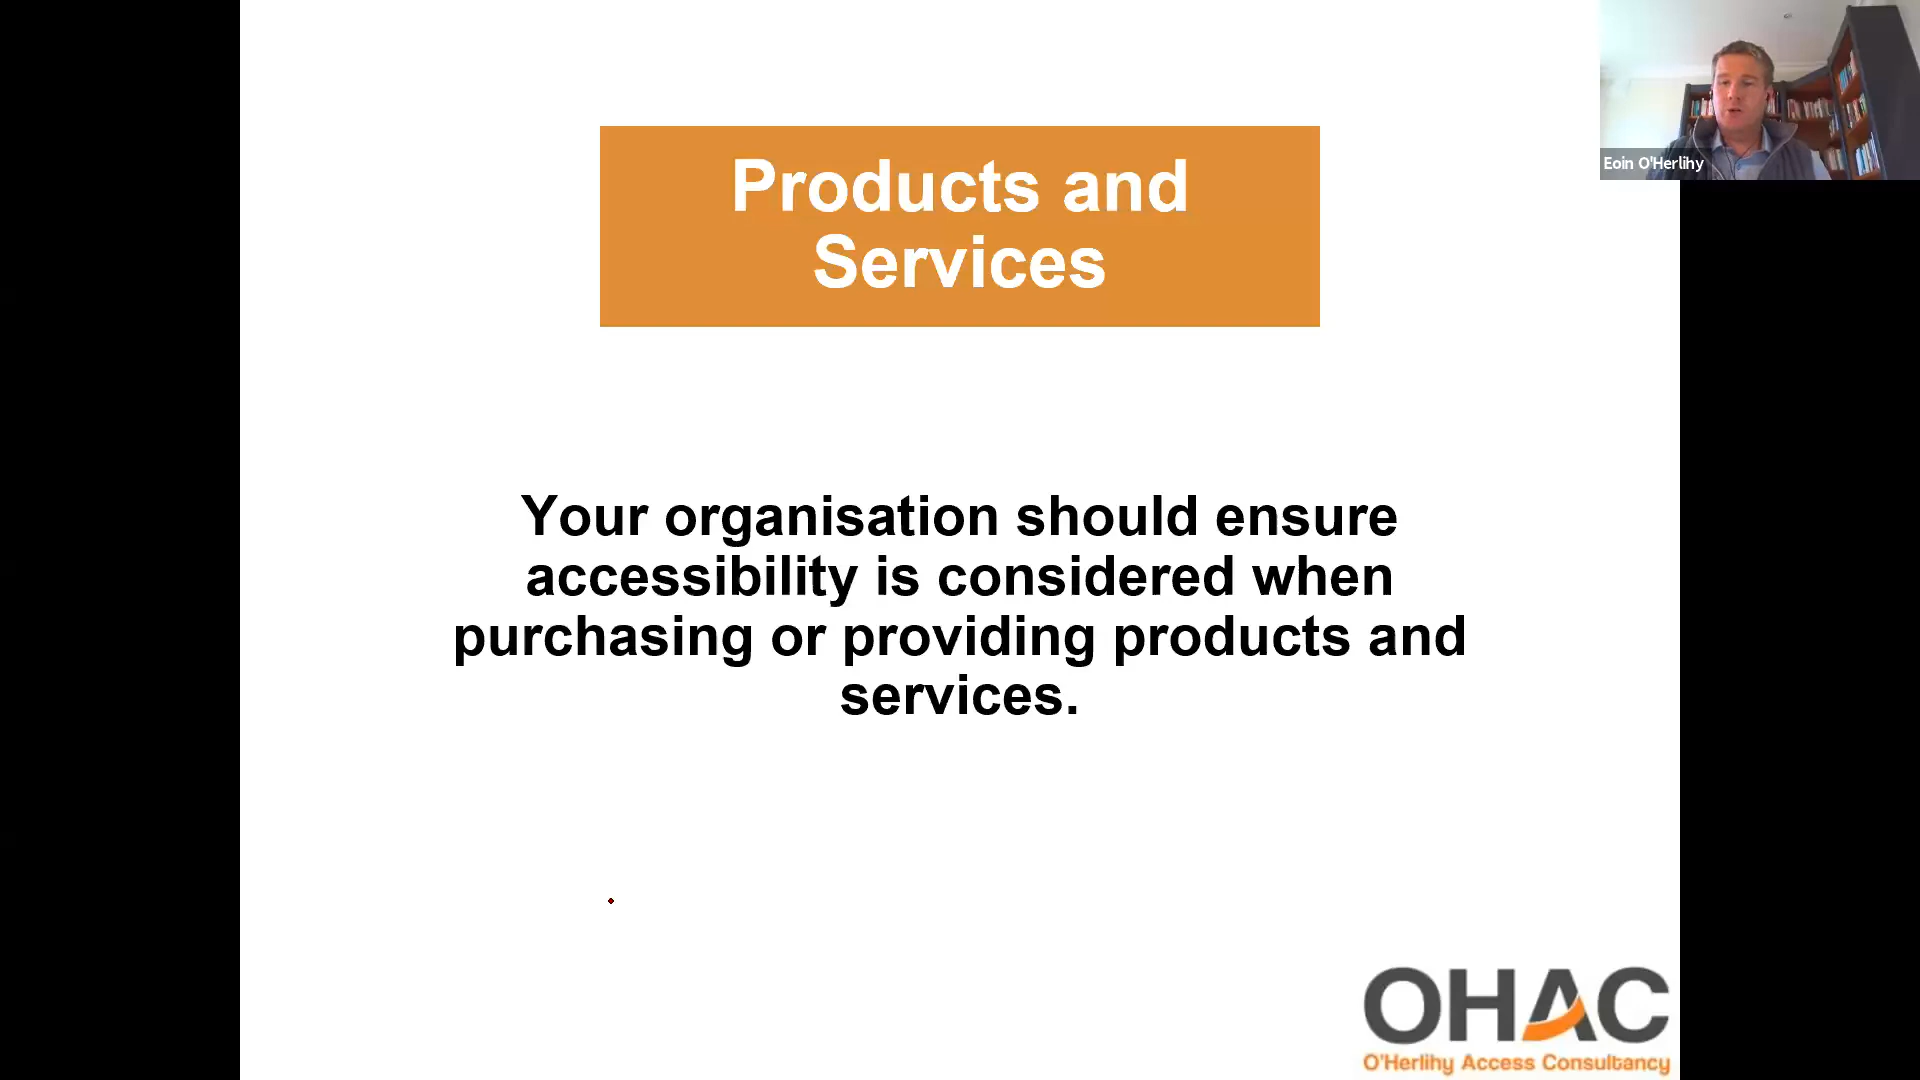 Products and
Services
Eoin O'Herlihy
Your organisation should ensure
accessibility is considered when
purchasing or providing products and
services.
OHAC
O'Herlihy Access Consultancy